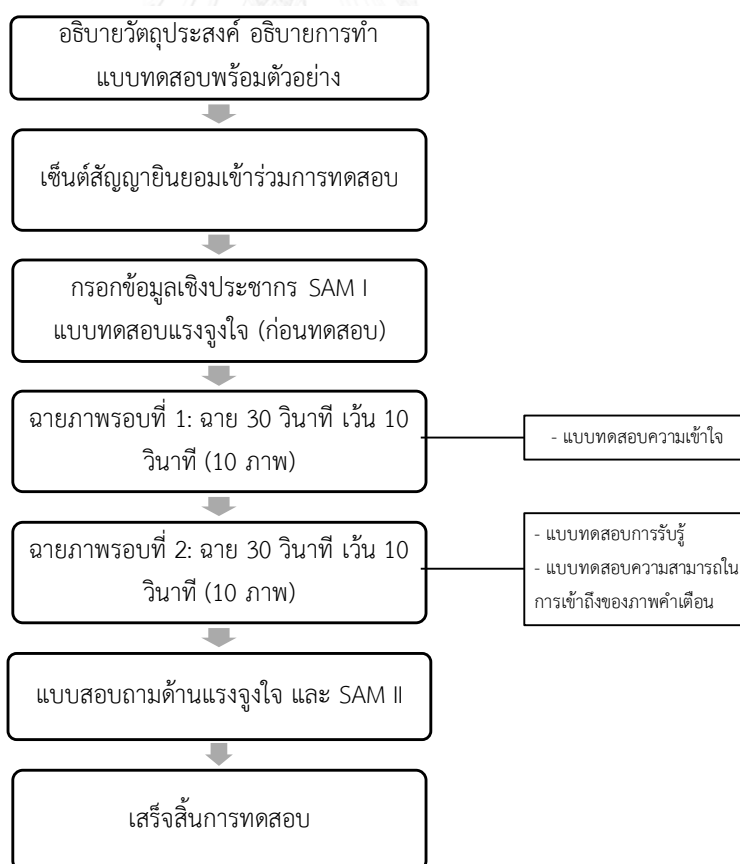 อธิบายวัตถุประสงค์ อธิบายการทำ
แบบทดสอบพร้อมตัวอย่าง
เซ็นต์สัญญายินยอมเข้าร่วมการทดสอบ
กรอกข้อมูลเชิงประชากร SAM I
แบบทดสอบแรงจูงใจ (ก่อนทดสอบ)
ฉายภาพรอบที่ 1: ฉาย 30 วินาที เว้น 10
วินาที (10 ภาพ)
- แบบทดสอบความเข้าใจ
ฉายภาพรอบที่ 2: ฉาย 30 วินาที เว้น 10
วินาที (10 ภาพ)
- แบบทดสอบการรับรู้
- แบบทดสอบความสามารถใน
การเข้าถึงของภาพคำเตือน
แบบสอบถามด้านแรงจูงใจ และ SAM II
เสร็จสิ้นการทดสอบ